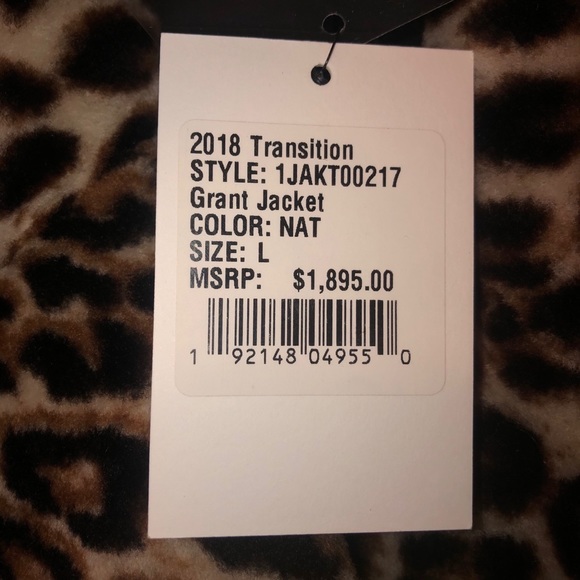 2018 Transition
STYLE: 1JAKT00217
Grant Jacket
COLOR: NAT
SIZE: L
MSRP: $1,895.00
1 92148 04955 0